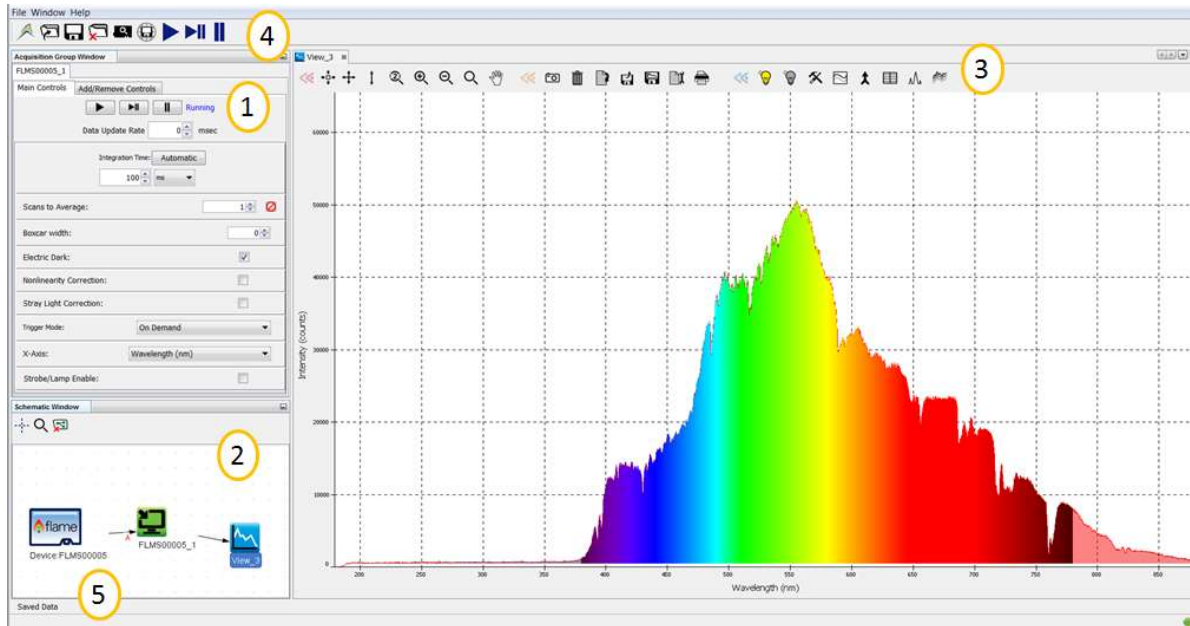 File Window Help
4
Acquisition Group Window
FLMS00005_1
Main Controls Add/Remove Controls
Running
1
Data Update Rate 0 msec
Integration Time: Automatic
100 ms
Scans to Average: 1
Boxcar width: 0
Electric Dark:
Nonlinearity Correction:
Stray Light Correction:
Trigger Mode: On Demand
X-Axis: Wavelength (nm)
Strobe/Lamp Enable:
Schematic Window
2
flame
Device:FLMS00005
A
FLMS00005_1
View_3
5
Saved Data
View_3
3
Intensity (counts)
60000
50000
40000
30000
20000
10000
0
200 250 300 350 400 450 500 550 600 650 700 750 800 850
Wavelength (nm)